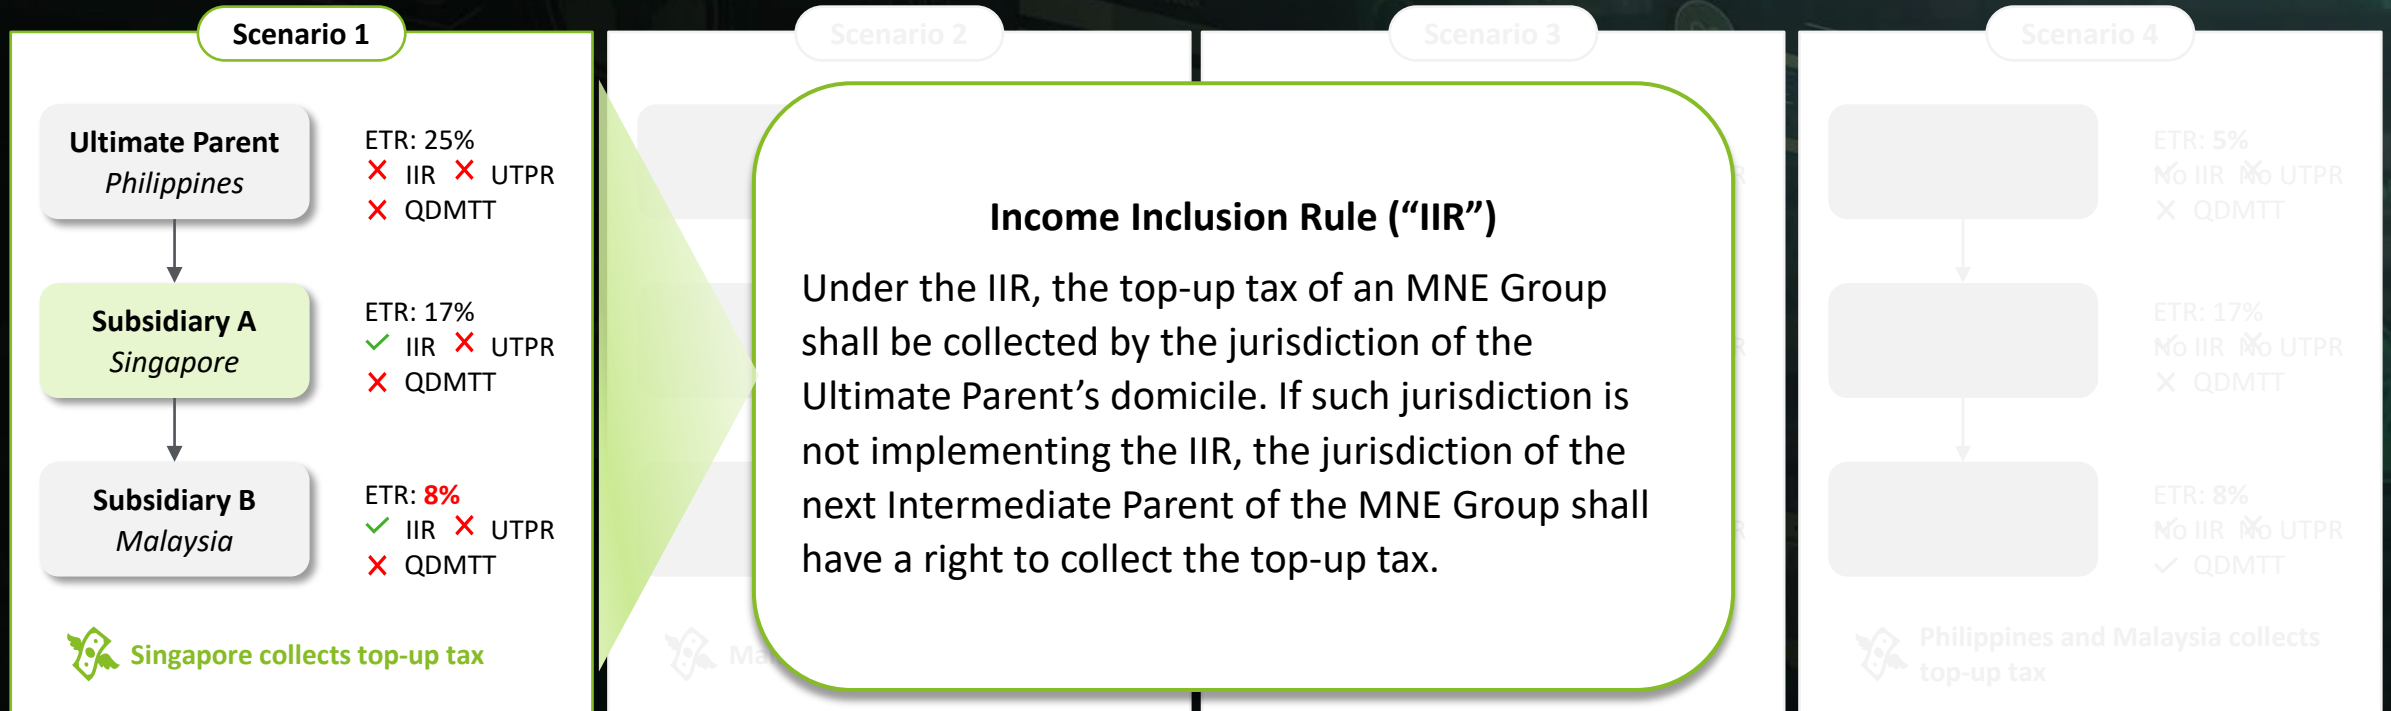 Scenario 1
Ultimate Parent
Philippines
ETR: 25%
IIR UTPR
QDMTT
Subsidiary A
Singapore
ETR: 17%
IIR UTPR
QDMTT
Subsidiary B
Malaysia
ETR: 8%
IIR UTPR
QDMTT
Singapore collects top-up tax
Scenario 2
Scenario 3
Income Inclusion Rule (“IIR”)
Under the IIR, the top-up tax of an MNE Group
shall be collected by the jurisdiction of the
Ultimate Parent’s domicile. If such jurisdiction is
not implementing the IIR, the jurisdiction of the
next Intermediate Parent of the MNE Group shall
have a right to collect the top-up tax.
Scenario 4
ETR: 5%
No IIR No UTPR
QDMTT
ETR: 17%
No IIR No UTPR
QDMTT
ETR: 8%
No IIR No UTPR
QDMTT
Philippines and Malaysia collects
top-up tax